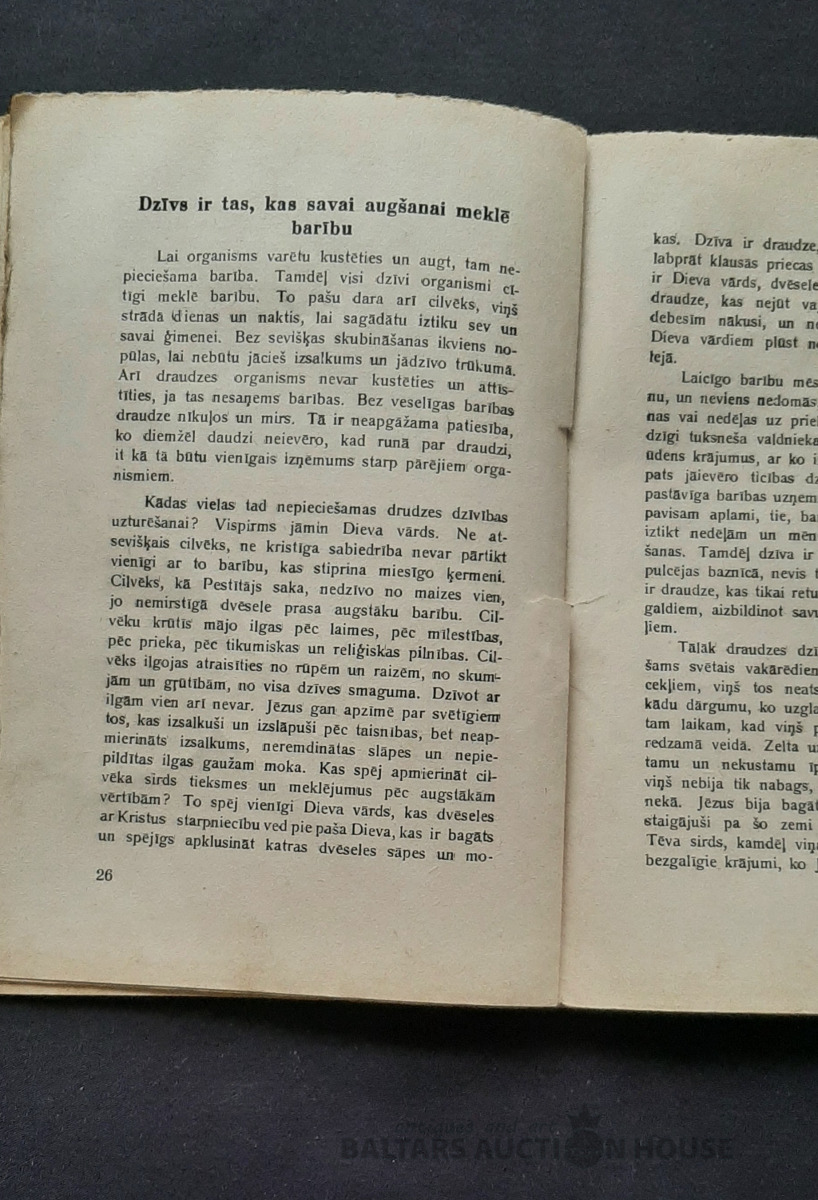 Dzīvs ir tas, kas savai augšanai meklē
barību
Lai organisms varētu kustēties un augt, tam ne-
pieciešama barība. Tamdēļ visi dzīvi organismi cī-
tīgi meklē barību. To pašu dara arī cilvēks, viņš
strādā dienas un naktis, lai sagādātu iztiku sev un
savai ģimenei. Bez sevišķas skubināšanas ikviens no-
pūlas, lai nebūtu jācieš izsalkums un jādzīvo trūkumā.
Arī draudzes organisms nevar kustēties un attīs-
tīties, ja tas nesaņems barības. Bez veselīgas barības
draudze nīkuļos un mirs. Tā ir neapgāžama patiesība,
ko diemžēl daudzi neievēro, kad runā par draudzi,
it kā tā būtu vienīgais izņēmums starp pārējiem orga-
nismiem.
Kādas vielas tad nepieciešamas drudzes dzīvības
uzturēšanai? Vispirms jāmin Dieva vārds. Ne at-
sevišķais cilvēks, ne kristīga sabiedrība nevar pārtikt
vienīgi ar to barību, kas stiprina miesīgo ķermeni.
Cilvēks, kā Pestītājs saka, nedzīvo no maizes vien,
jo nemirstīgā dvēsele prasa augstāku barību. Cil-
vēku krūtīs mājo ilgas pēc laimes, pēc mīlestības,
pēc prieka, pēc tikumiskas un reliģiskas pilnības. Cil-
vēks ilgojas atraisīties no rūpēm un raizēm, no skum-
jām un grūtībām, no visa dzīves smaguma. Dzīvot ar
ilgām vien arī nevar. Jēzus gan apzīmē par svētīgiem
tos, kas izsalkuši un izslāpuši pēc taisnības, bet neap-
mierināts izsalkums, neremdinātas slāpes un nepie-
pildītas ilgas gaužam moka. Kas spēj apmierināt cil-
vēka sirds tieksmes un meklējumus pēc augstākām
vērtībām? To spēj vienīgi Dieva vārds, kas dvēseles
ar Kristus starpniecību ved pie paša Dieva, kas ir bagāts
un spējīgs apklusināt katras dvēseles sāpes un mo-
26
kas. Dzīva ir draudze,
labprāt klausās priecas
ir Dieva vārds, dvēsele
draudze, kas nejūt va
debesīm nākusi, un ne
Dieva vārdiem plūst n
lejā.
Laicīgo barību mēs
nu, un neviens nedomās
nas vai nedēļas uz prie
dzīgi tuksneša valdnieka
ūdens krājumus, ar ko i
pats jāievēro ticības dz
pastāvīga barības uzņem
pavisam aplami, tie, ba
iztikt nedēļām un mēn
šanas. Tamdēļ dzīva ir
pulcējas baznīcā, nevis t
ir draudze, kas tikai retu
galdiem, aizbildinot savu
ļiem.
Tālāk draudzes dzī
šams svētais vakarēdien
cekļiem, viņš tos neats
kādu dārgumu, ko uzgla
tam laikam, kad viņš p
redzamā veidā. Zelta u
tamu un nekustamu īp
viņš nebija tik nabags,
nekā. Jēzus bija bagāt
staigājuši pa šo zemi
Tēva sirds, kamdēļ viņa
bezgalīgie krājumi, ko J
antiques and art
BALTARS AUCTION HOUSE